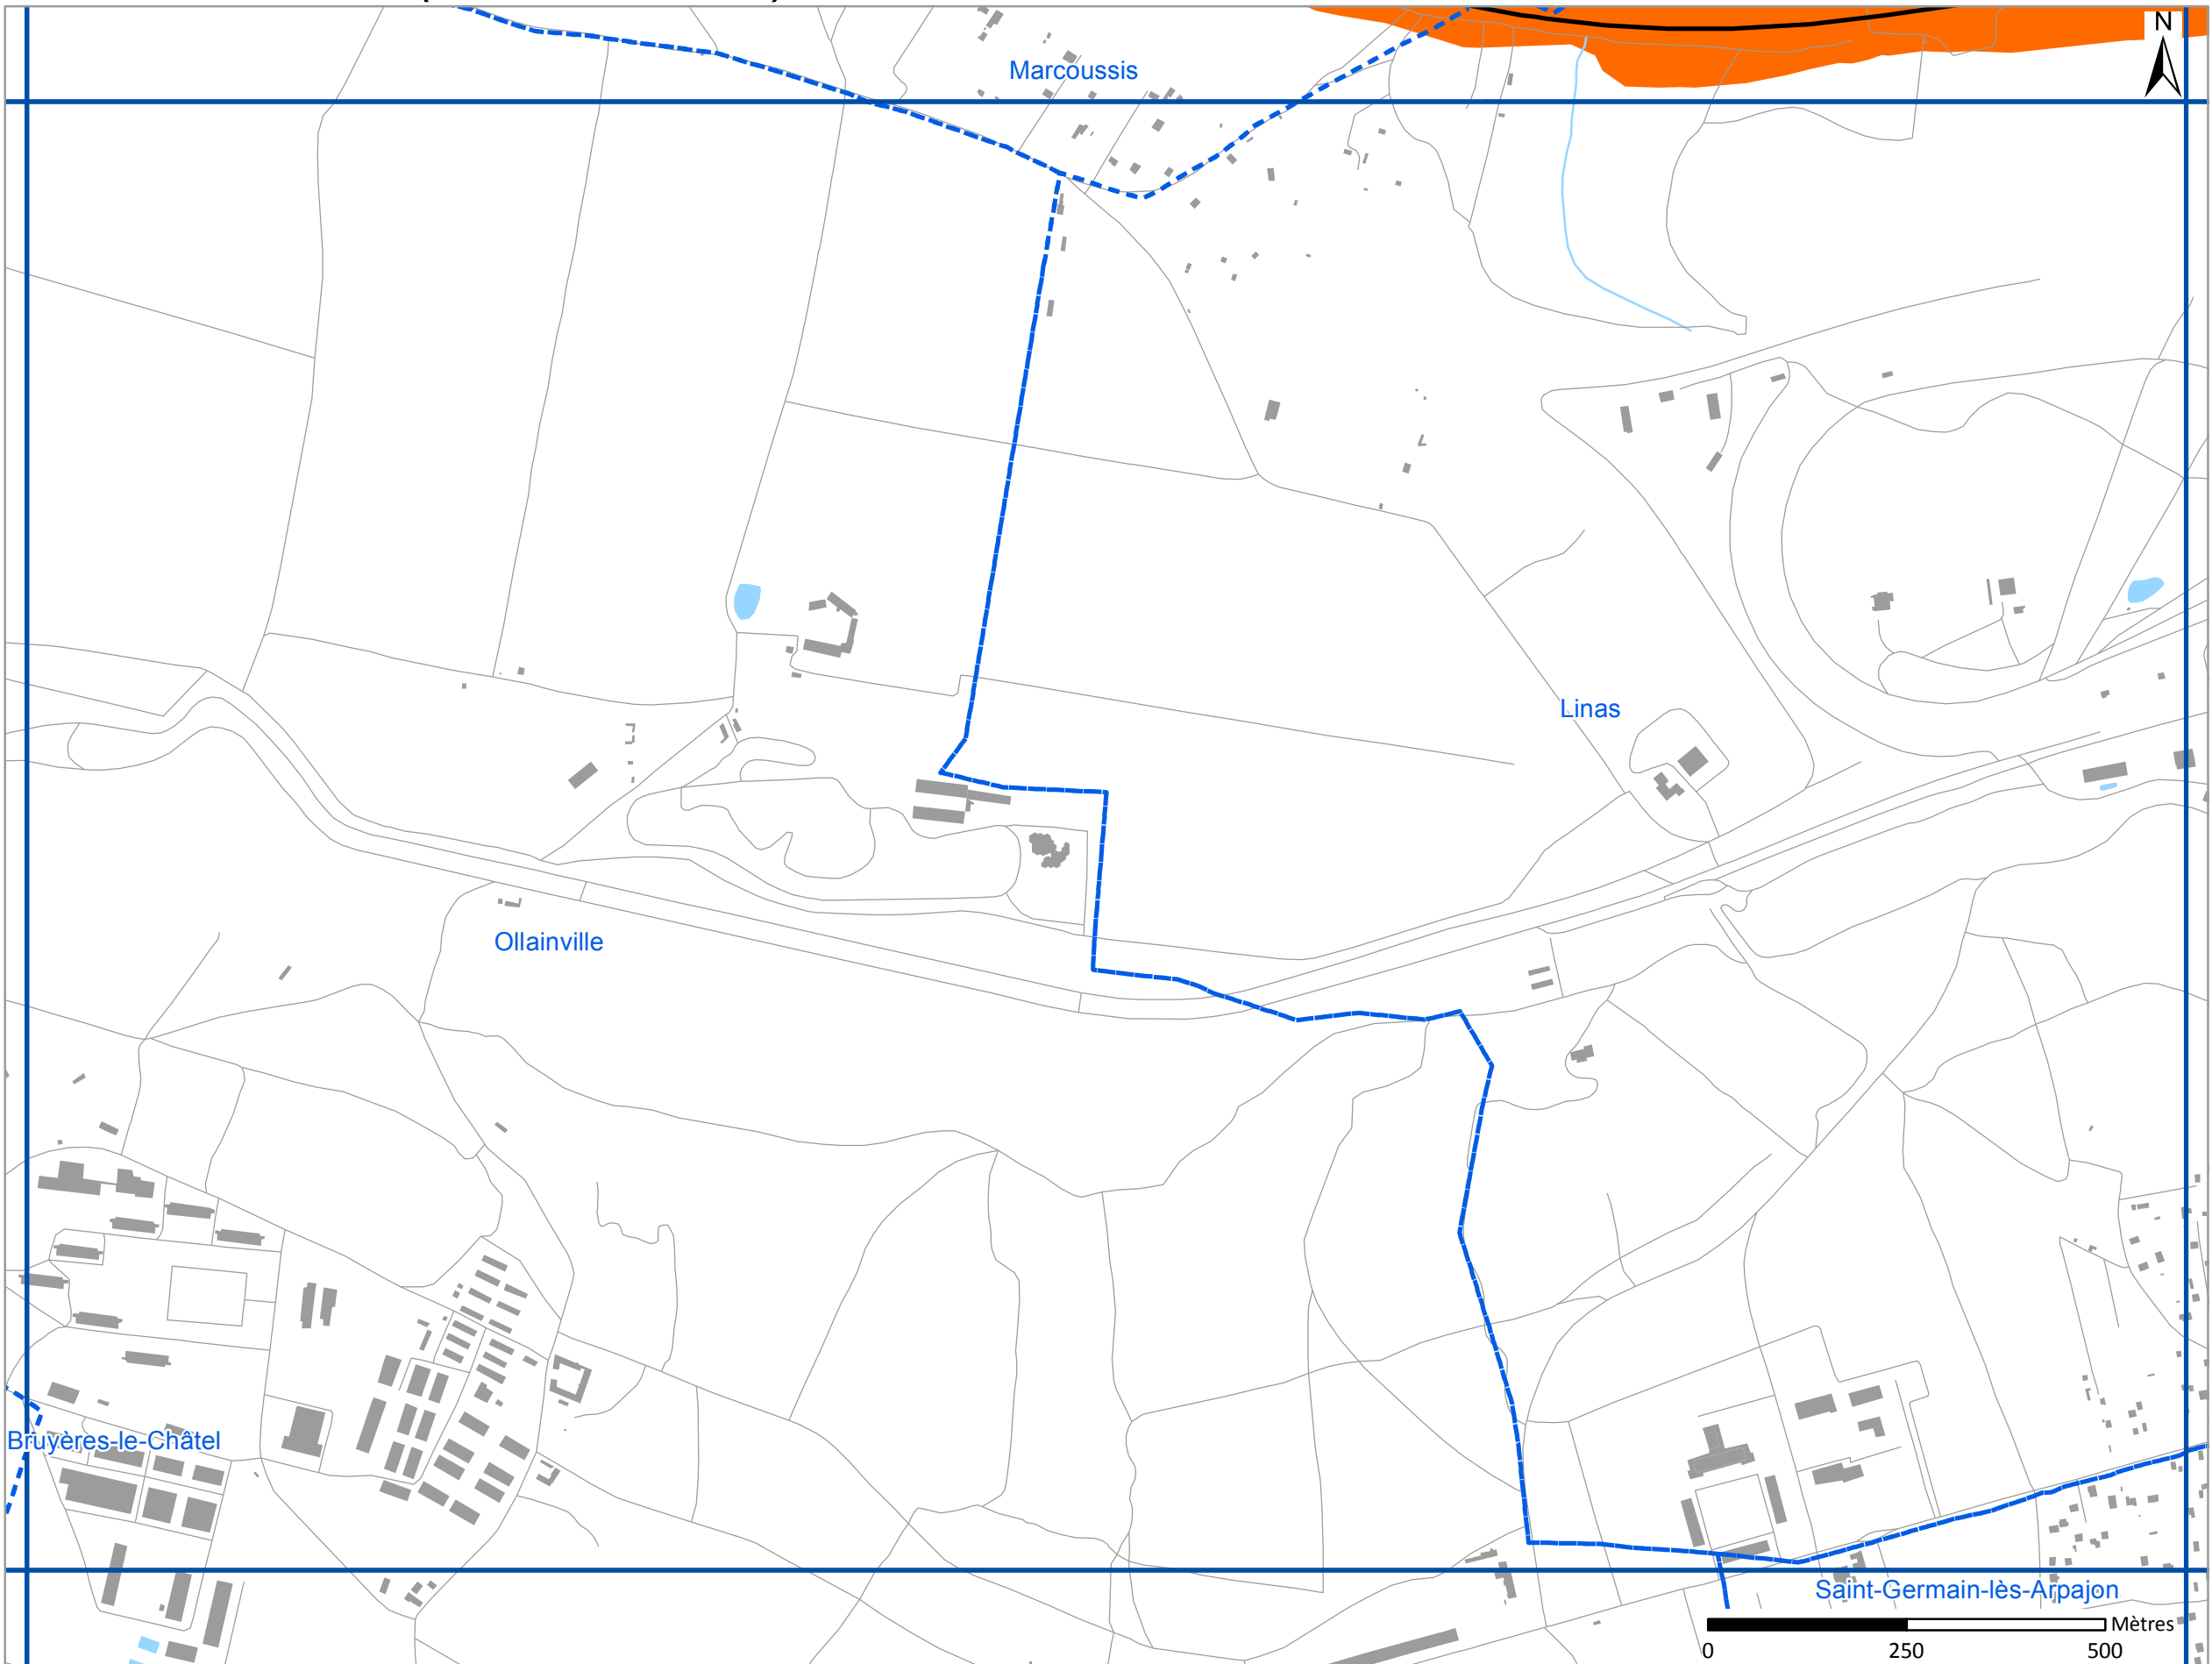 N
Marcoussis
Linas
Ollainville
Bruyères-le-Châtel
Saint-Germain-lès-Arpajon
Mètres
0 250 500